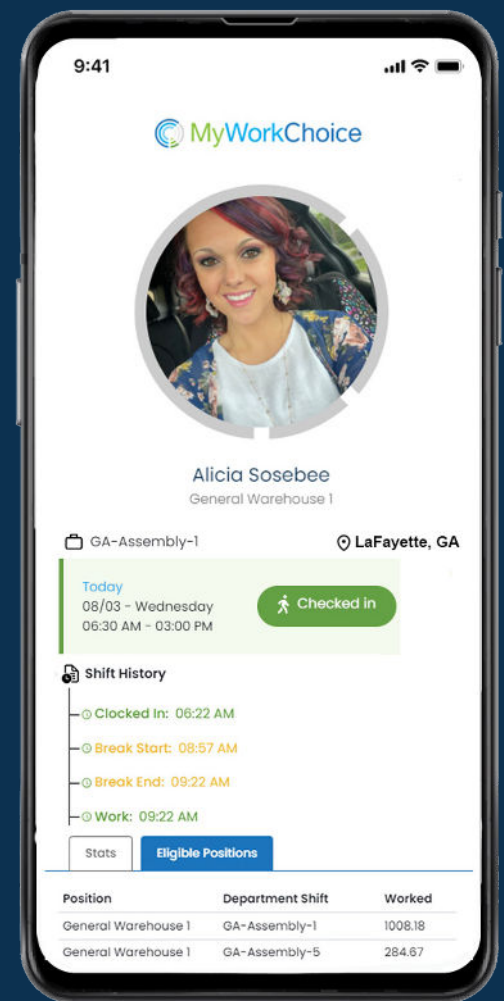 9:41
MyWorkChoice
Alicia Sosebee
General Warehouse 1
GA-Assembly-1 LaFayette, GA
Today
08/03 - Wednesday
06:30 AM - 03:00 PM
Checked in
Shift History
Clocked In: 06:22 AM
Break Start: 08:57 AM
Break End: 09:22 AM
Work: 09:22 AM
Stats Eligible Positions
Position Department Shift Worked
General Warehouse 1 GA-Assembly-1 1008.18
General Warehouse 1 GA-Assembly-5 284.67